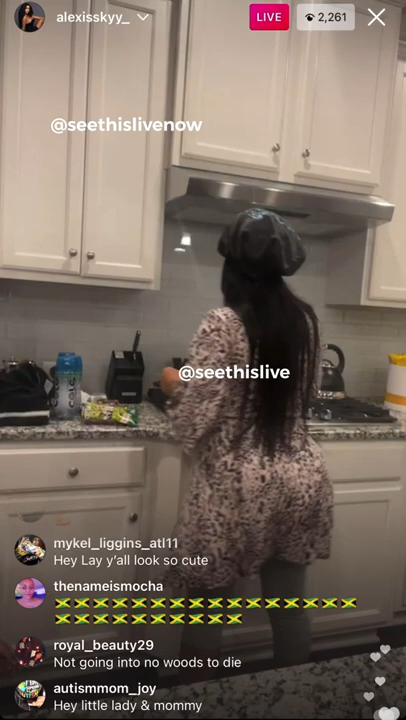 alexisskyy_
LIVE
2,261
@seethislivenow
@seethislive
mykel_liggins_atl11
Hey Lay y'all look so cute
thenameismocha
🇯🇲🇯🇲🇯🇲🇯🇲🇯🇲🇯🇲🇯🇲🇯🇲🇯🇲🇯🇲🇯🇲🇯🇲🇯🇲🇯🇲🇯🇲🇯🇲
🇯🇲🇯🇲🇯🇲🇯🇲🇯🇲🇯🇲🇯🇲🇯🇲🇯🇲🇯🇲
royal_beauty29
Not going into no woods to die
autismmom_joy
Hey little lady & mommy